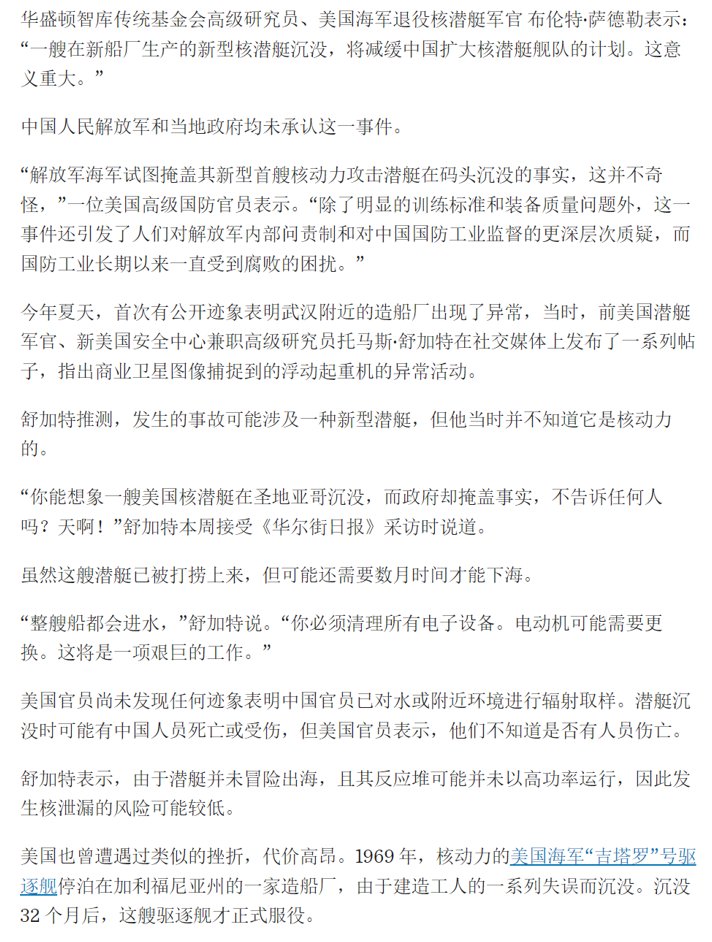 华盛顿智库传统基金会高级研究员、美国海军退役核潜艇军官 布伦特·萨德勒表示：
“一艘在新船厂生产的新型核潜艇沉没，将减缓中国扩大核潜艇舰队的计划。这意
义重大。”
中国人民解放军和当地政府均未承认这一事件。
“解放军海军试图掩盖其新型首艘核动力攻击潜艇在码头沉没的事实，这并不奇
怪，”一位美国高级国防官员表示。“除了明显的训练标准和装备质量问题外，这一
事件还引发了人们对解放军内部问责制和对中国国防工业监督的更深层次质疑，而
国防工业长期以来一直受到腐败的困扰。”
今年夏天，首次有公开迹象表明武汉附近的造船厂出现了异常，当时，前美国潜艇
军官、新美国安全中心兼职高级研究员托马斯·舒加特在社交媒体上发布了一系列帖
子，指出商业卫星图像捕捉到的浮动起重机的异常活动。
舒加特推测，发生的事故可能涉及一种新型潜艇，但他当时并不知道它是核动力
的。
“你能想象一艘美国核潜艇在圣地亚哥沉没，而政府却掩盖事实，不告诉任何人
吗？天啊！”舒加特本周接受《华尔街日报》采访时说道。
虽然这艘潜艇已被打捞上来，但可能还需要数月时间才能下海。
“整艘船都会进水，”舒加特说。“你必须清理所有电子设备。电动机可能需要更
换。这将是一项艰巨的工作。”
美国官员尚未发现任何迹象表明中国官员已对水或附近环境进行辐射取样。潜艇沉
没时可能有中国人员死亡或受伤，但美国官员表示，他们不知道是否有人员伤亡。
舒加特表示，由于潜艇并未冒险出海，且其反应堆可能并未以高功率运行，因此发
生核泄漏的风险可能较低。
美国也曾遭遇过类似的挫折，代价高昂。1969 年，核动力的美国海军“吉塔罗”号驱
逐舰停泊在加利福尼亚州的一家造船厂，由于建造工人的一系列失误而沉没。沉没
32 个月后，这艘驱逐舰才正式服役。